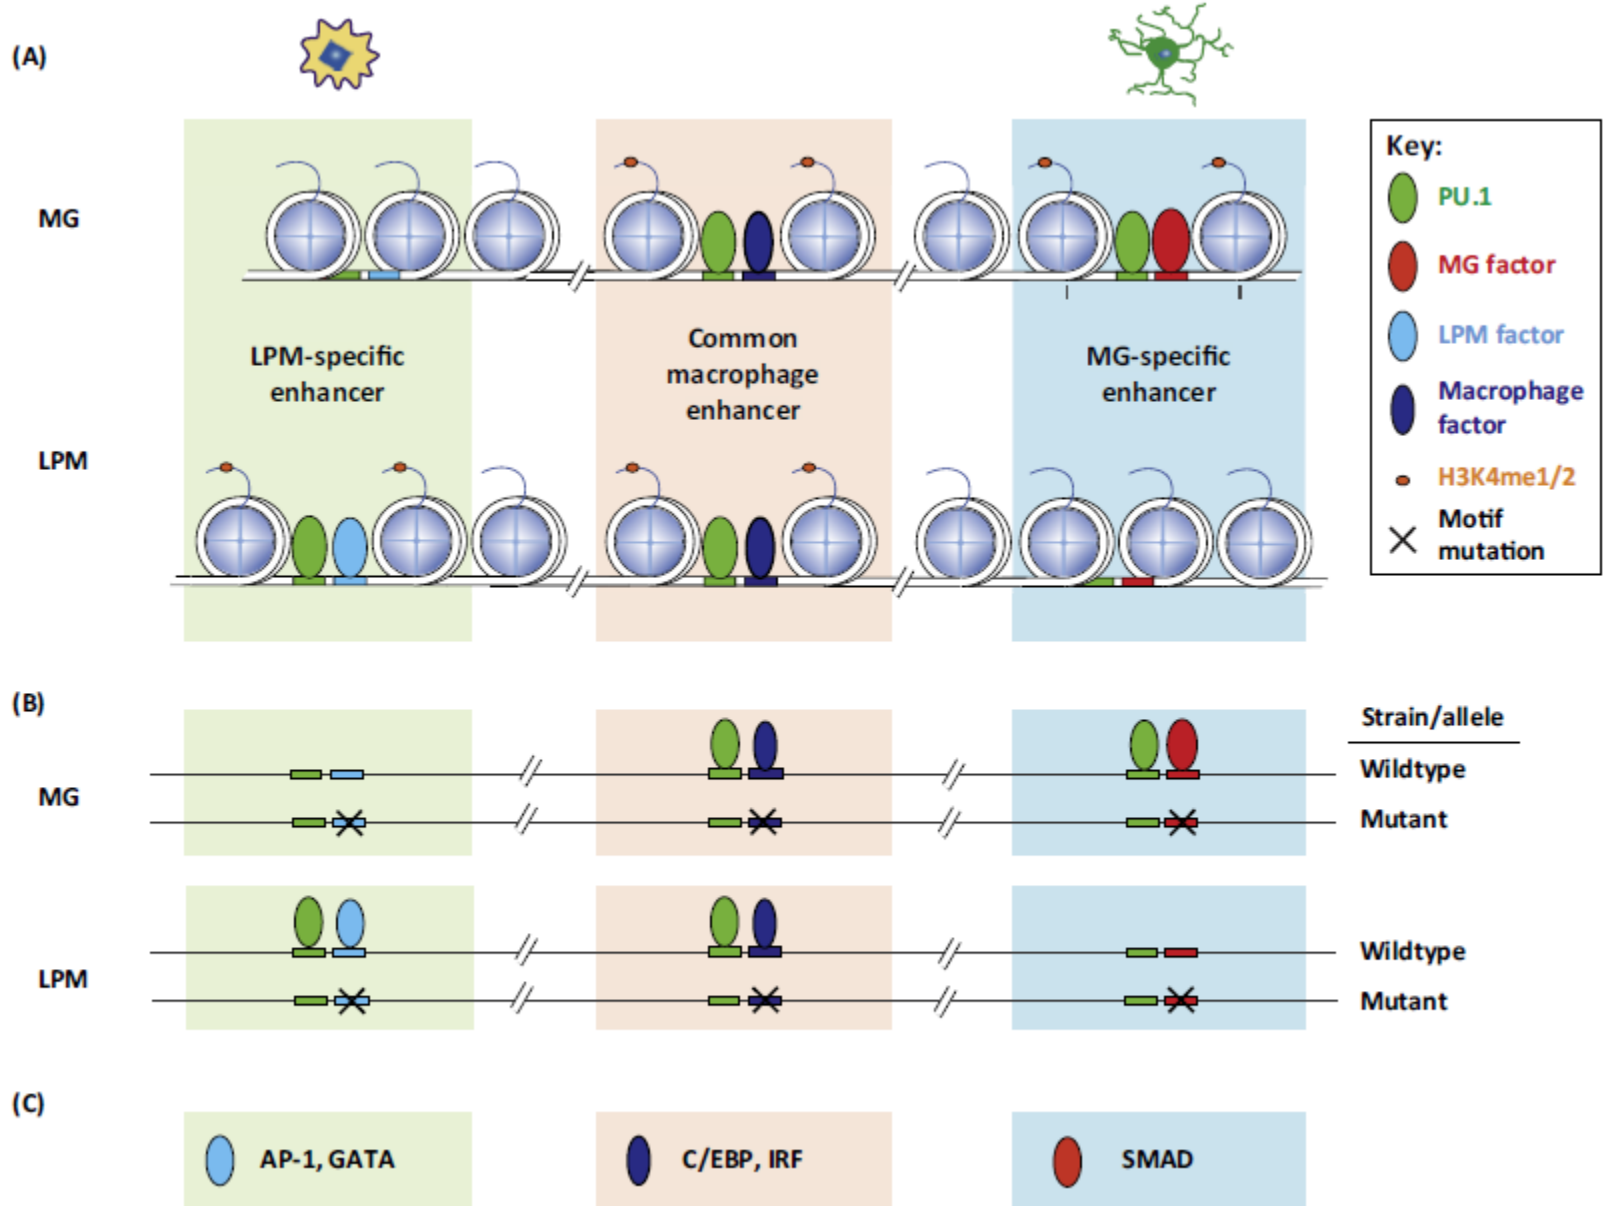 (A)
MG
LPM-specific
enhancer
Common
macrophage
enhancer
MG-specific
enhancer
LPM
Key:
PU.1
MG factor
LPM factor
Macrophage
factor
H3K4me1/2
Motif
mutation
(B)
Strain/allele
MG
Wildtype
Mutant
LPM
Wildtype
Mutant
(C)
AP-1, GATA
C/EBP, IRF
SMAD